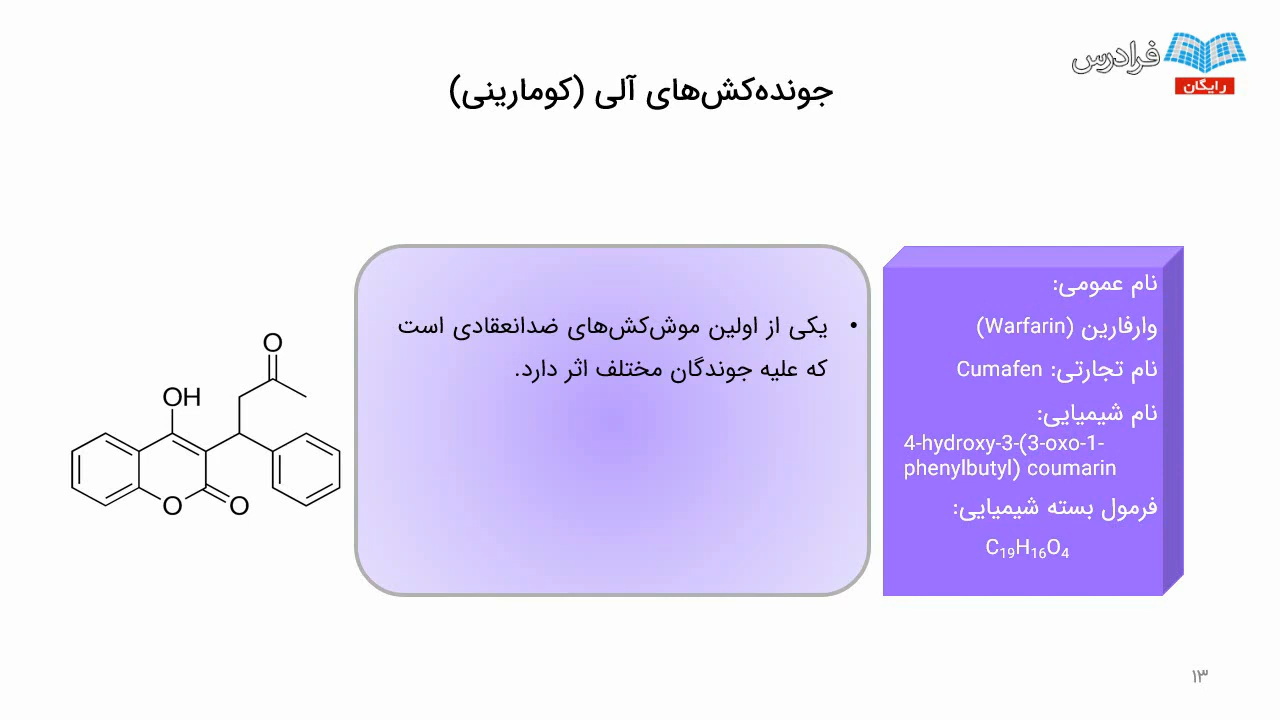 فرادرس
رایگان
جونده‌کش‌های آلی (کومارینی)
نام عمومی:
وارفارین (Warfarin)
نام تجارتی: Cumafen
نام شیمیایی:
4-hydroxy-3-(3-oxo-1-
phenylbutyl) coumarin
فرمول بسته شیمیایی:
C₁₉H₁₆O₄
• یکی از اولین موش‌کش‌های ضدانعقادی است
که علیه جوندگان مختلف اثر دارد.
O
OH
O
O
۱۳